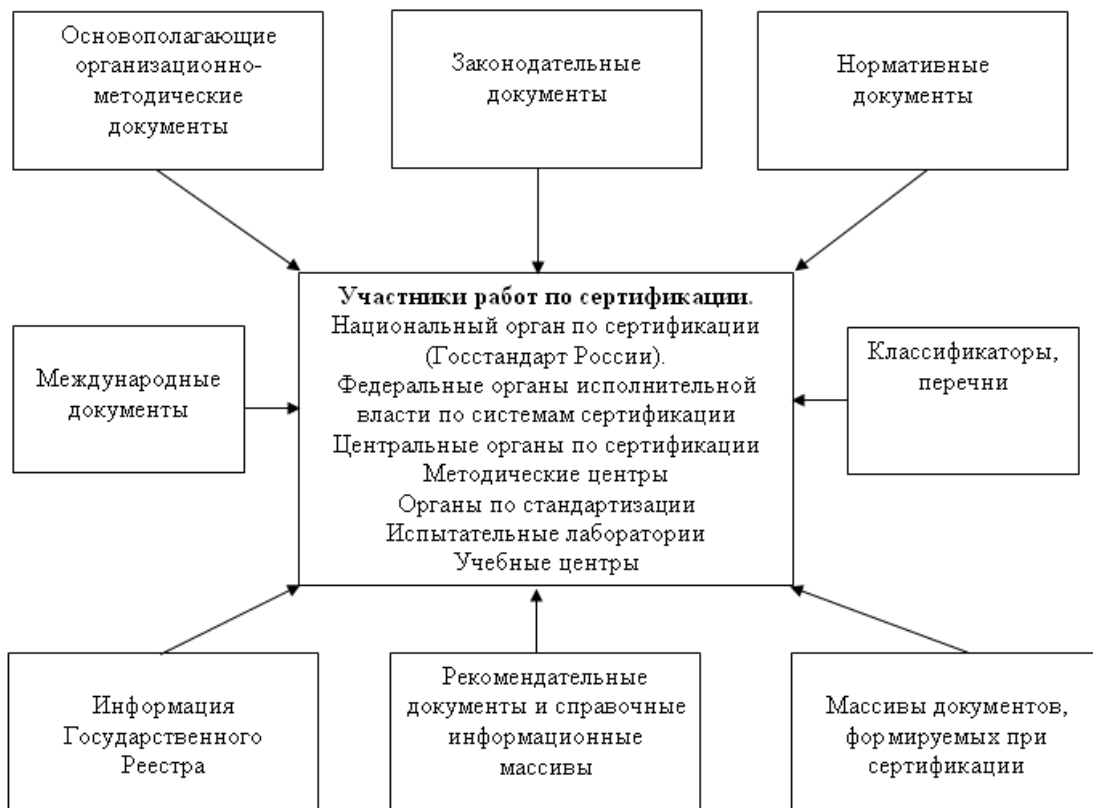 Основополагающие
организационно-
методические
документы
Законодательные
документы
Нормативные
документы
Международные
документы
Участники работ по сертификации.
Национальный орган по сертификации
(Госстандарт России).
Федеральные органы исполнительной
власти по системам сертификации
Центральные органы по сертификации
Методические центры
Органы по стандартизации
Испытательные лаборатории
Учебные центры
Классификаторы,
перечни
Информация
Государственного
Реестра
Рекомендательные
документы и справочные
информационные
массивы
Массивы документов,
формируемых при
сертификации